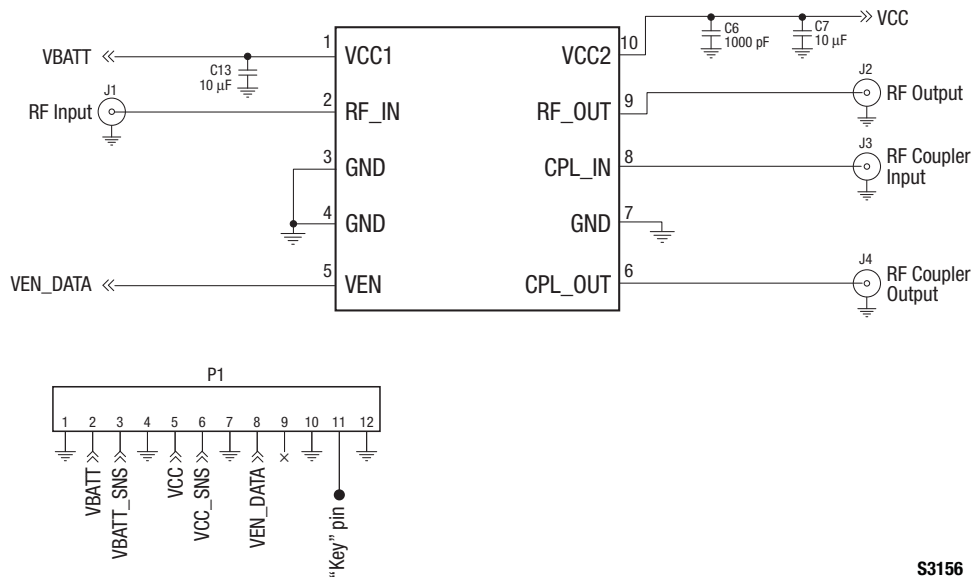 VBATT
C13
10 μF
1
VCC1
VCC2
10
C6
1000 pF
C7
10 μF
VCC
J1
RF Input
2
RF_IN
RF_OUT
9
J2
RF Output
3
GND
CPL_IN
8
J3
RF Coupler
Input
4
GND
GND
7
VEN_DATA
5
VEN
CPL_OUT
6
J4
RF Coupler
Output
P1
1 2 3 4 5 6 7 8 9 10 11 12
VBATT
VBATT_SNS
VCC
VCC_SNS
VEN_DATA
"Key" pin
S3156